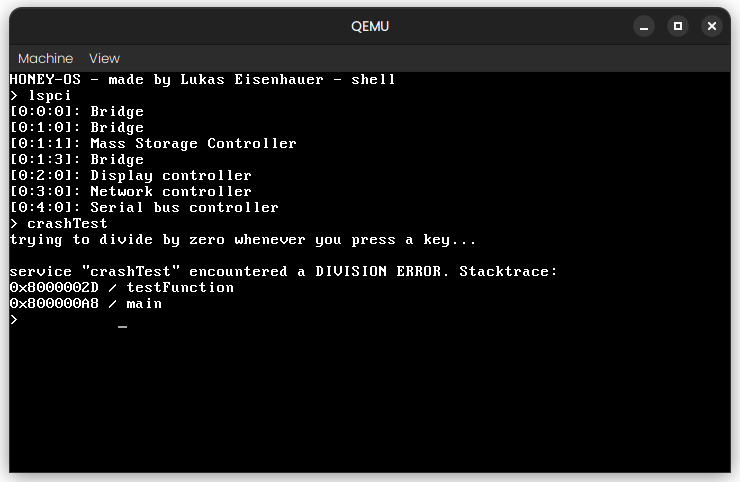 QEMU
Machine View
HONEY-OS - made by Lukas Eisenhauer - shell
> lspci
[0:0:0]: Bridge
[0:1:0]: Bridge
[0:1:1]: Mass Storage Controller
[0:1:3]: Bridge
[0:2:0]: Display controller
[0:3:0]: Network controller
[0:4:0]: Serial bus controller
> crashTest
trying to divide by zero whenever you press a key...
service "crashTest" encountered a DIVISION ERROR. Stacktrace:
0x8000002D / testFunction
0x800000A8 / main
> _